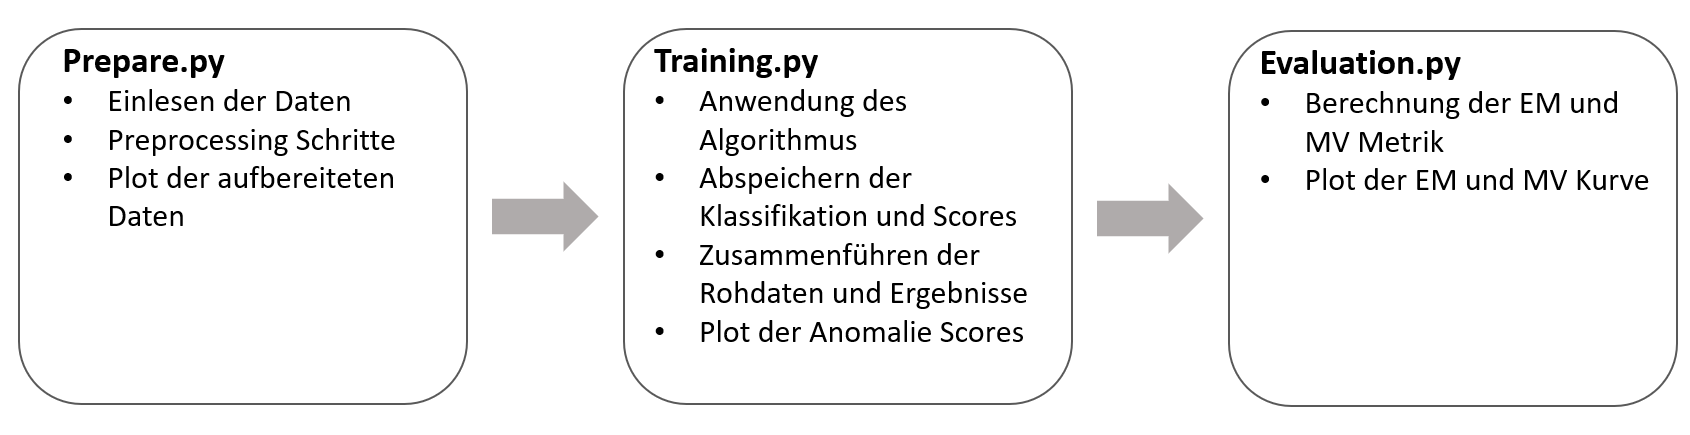 Prepare.py
• Einlesen der Daten
• Preprocessing Schritte
• Plot der aufbereiteten
Daten
Training.py
• Anwendung des
Algorithmus
• Abspeichern der
Klassifikation und Scores
• Zusammenführen der
Rohdaten und Ergebnisse
• Plot der Anomalie Scores
Evaluation.py
• Berechnung der EM und
MV Metrik
• Plot der EM und MV Kurve